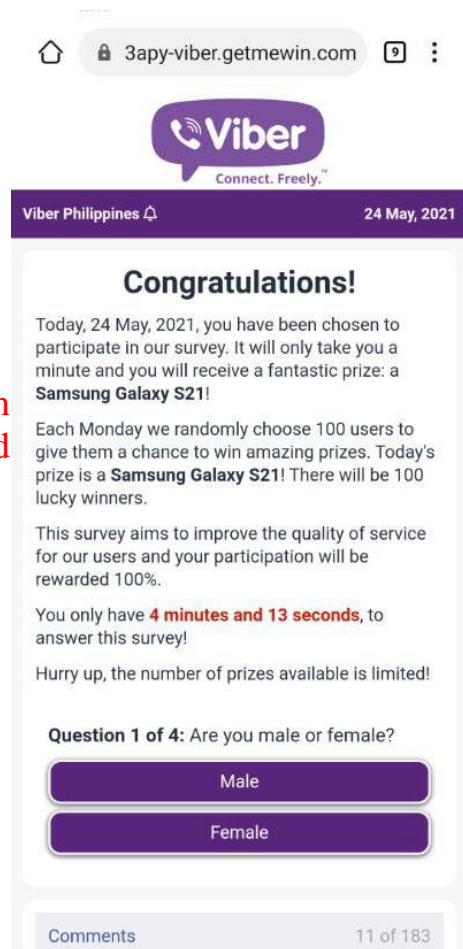 3apy-viber.getmewin.com 9
Viber
Connect. Freely.™
Viber Philippines 24 May, 2021
Congratulations!
Today, 24 May, 2021, you have been chosen to
participate in our survey. It will only take you a
minute and you will receive a fantastic prize: a
Samsung Galaxy S21!
Each Monday we randomly choose 100 users to
give them a chance to win amazing prizes. Today's
prize is a Samsung Galaxy S21! There will be 100
lucky winners.
This survey aims to improve the quality of service
for our users and your participation will be
rewarded 100%.
You only have 4 minutes and 13 seconds, to
answer this survey!
Hurry up, the number of prizes available is limited!
Question 1 of 4: Are you male or female?
Male
Female
Comments 11 of 183